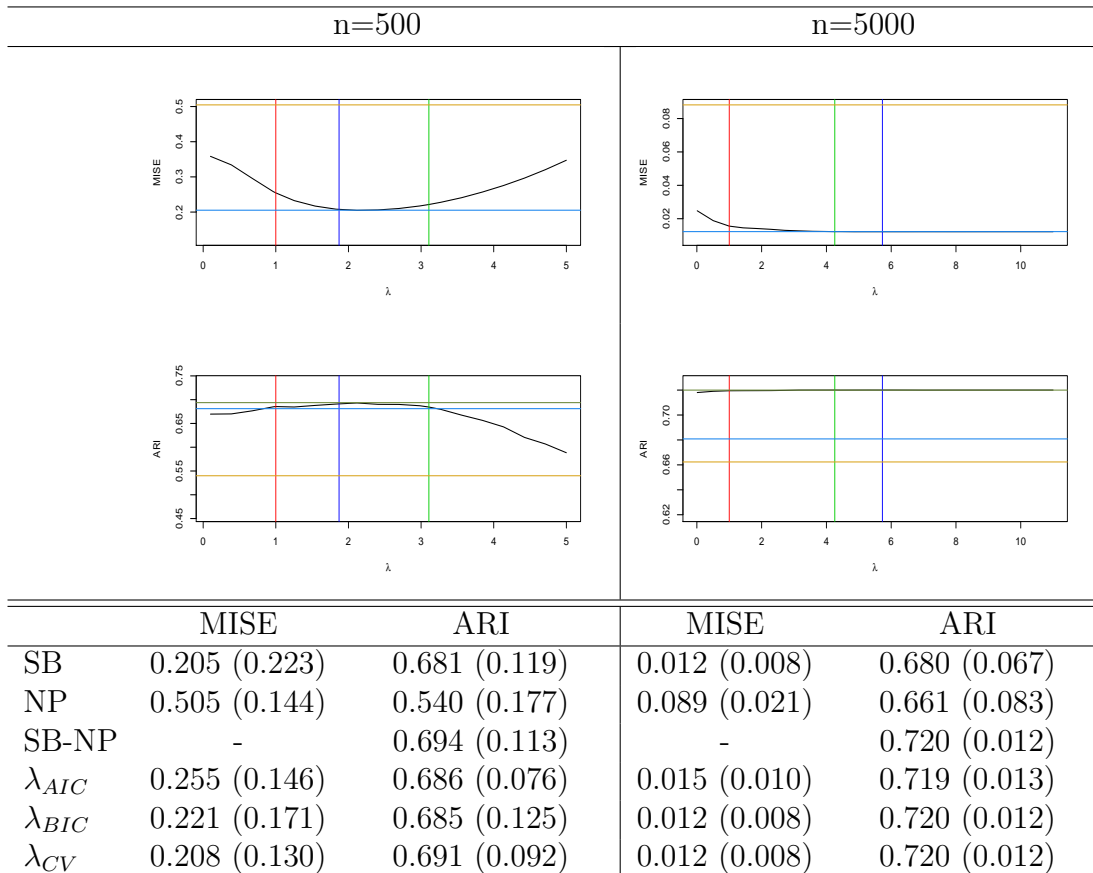 n=500 n=5000
MISE
0.2 0.3 0.4 0.5
0 1 2 3 4 5
λ
MISE
0.02 0.04 0.06 0.08
0 2 4 6 8 10
λ
ARI
0.45 0.55 0.65 0.75
0 1 2 3 4 5
λ
ARI
0.62 0.66 0.70
0 2 4 6 8 10
λ
MISE ARI MISE ARI
SB 0.205 (0.223) 0.681 (0.119) 0.012 (0.008) 0.680 (0.067)
NP 0.505 (0.144) 0.540 (0.177) 0.089 (0.021) 0.661 (0.083)
SB-NP - 0.694 (0.113) - 0.720 (0.012)
λAIC 0.255 (0.146) 0.686 (0.076) 0.015 (0.010) 0.719 (0.013)
λBIC 0.221 (0.171) 0.685 (0.125) 0.012 (0.008) 0.720 (0.012)
λCV 0.208 (0.130) 0.691 (0.092) 0.012 (0.008) 0.720 (0.012)